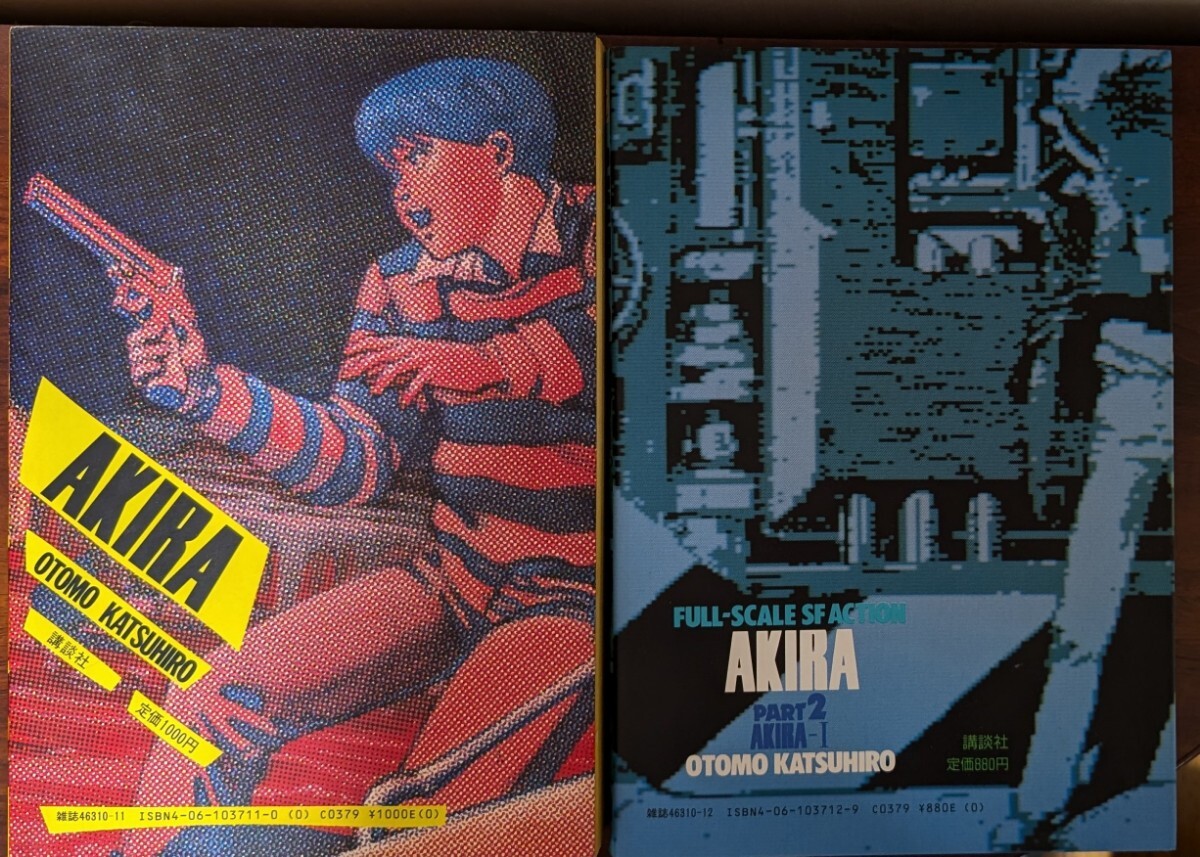 AKIRA
OTOMO KATSUHIRO
講談社
定価1000円
雑誌46310-11 ISBN4-06-103711-0 (0) C0379 ¥1000E(0)
FULL-SCALE SF ACTION
AKIRA
PART 2
AKIRA-I
OTOMO KATSUHIRO
講談社
定価880円
雑誌46310-12 ISBN4-06-103712-9 C0379 ¥880E (0)